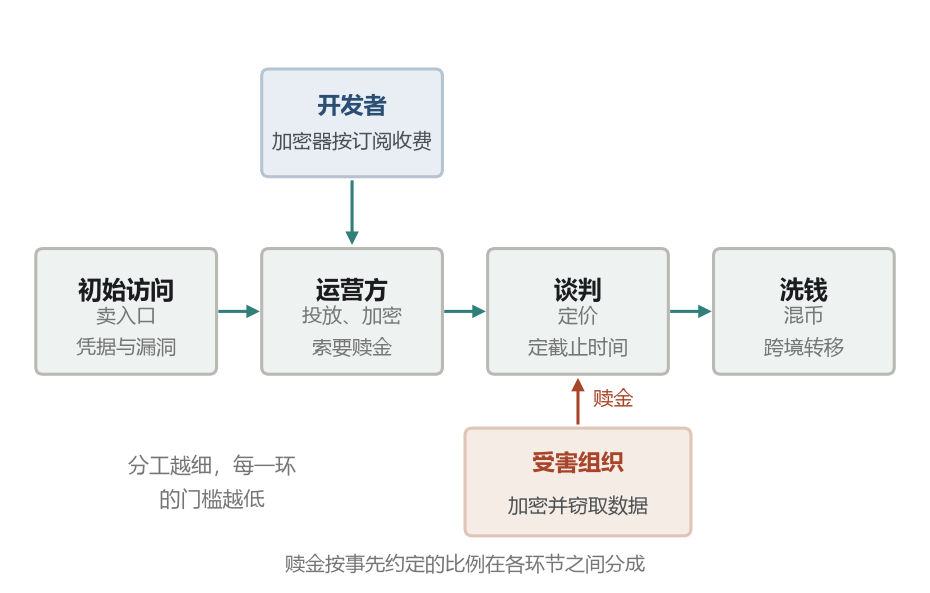 开发者
加密器按订阅收费
初始访问
卖入口
凭据与漏洞
运营方
投放、加密
索要赎金
谈判
定价
定截止时间
洗钱
混币
跨境转移
赎金
受害组织
加密并窃取数据
分工越细，每一环
的门槛越低
赎金按事先约定的比例在各环节之间分成